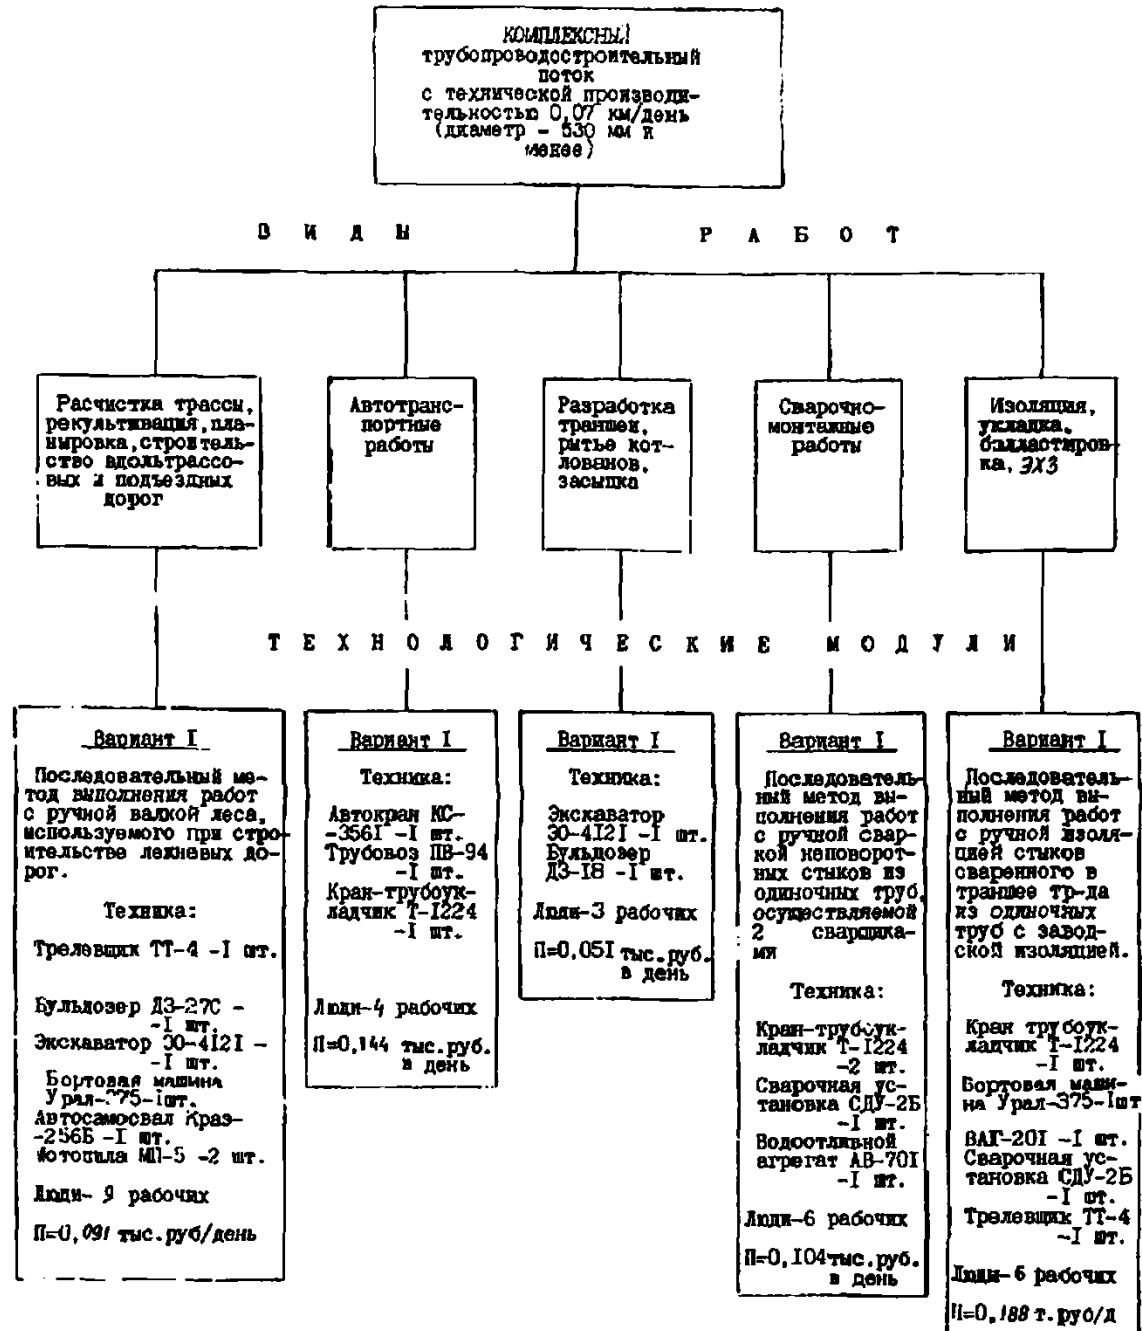 КОМПЛЕКСНЫЙ
трубопроводостроительный
поток
с технической производи-
тельностью 0,07 км/день
(диаметр - 530 мм и
менее)
ВИДЫ РАБОТ
Расчистка трассы,
рекультивация, пла-
нировка, строитель-
ство вдольтрассо-
вых и подъездных
дорог
Автотранс-
портные
работы
Разработка
траншеи,
рытье кот-
лованов,
засыпка
Сварочно-
монтажные
работы
Изоляция,
укладка,
балластиров-
ка, ЭХЗ
ТЕХНОЛОГИЧЕСКИЕ МОДУЛИ
Вариант I
Последовательный ме-
тод выполнения работ
с ручной валкой леса,
используемого при стро-
ительстве лежневых до-
рог.
Техника:
Трелевщик ТТ-4 -I шт.
Бульдозер ДЗ-27С -
-I шт.
Экскаватор ЭО-4I2I -
-I шт.
Бортовая машина
Урал-375-Iшт.
Автосамосвал Краз-
-256Б -I шт.
Мотопила МП-5 -2 шт.
Люди- 9 рабочих
П=0,091 тыс.руб/день
Вариант I
Техника:
Автокран КС-
-356I -I шт.
Трубовоз ПВ-94
-I шт.
Кран-трубоук-
ладчик Т-I224
-I шт.
Люди-4 рабочих
П=0,144 тыс.руб.
в день
Вариант I
Техника:
Экскаватор
ЭО-4I2I -I шт.
Бульдозер
ДЗ-I8 -I шт.
Люди-3 рабочих
П=0,05I тыс.руб.
в день
Вариант I
Последователь-
ный метод вы-
полнения работ
с ручной свар-
кой неповорот-
ных стыков из
одиночных труб,
осуществляемой
2 сварщика-
ми
Техника:
Кран-трубоук-
ладчик Т-I224
-2 шт.
Сварочная ус-
тановка СДУ-2Б
-I шт.
Водоотливной
агрегат АВ-70I
-I шт.
Люди-6 рабочих
П=0,I04тыс.руб.
в день
Вариант I
Последователь-
ный метод вы-
полнения работ
с ручной изоля-
цией стыков
сваренного в
траншее тр-да
из одиночных
труб с завод-
ской изоляцией.
Техника:
Кран трубоук-
ладчик Т-I224
-I шт.
Бортовая маши-
на Урал-375-Iшт
ВАГ-20I -I шт.
Сварочная ус-
тановка СДУ-2Б
-I шт.
Трелевщик ТТ-4
-I шт.
Люди-6 рабочих
П=0,188 т.руб/д